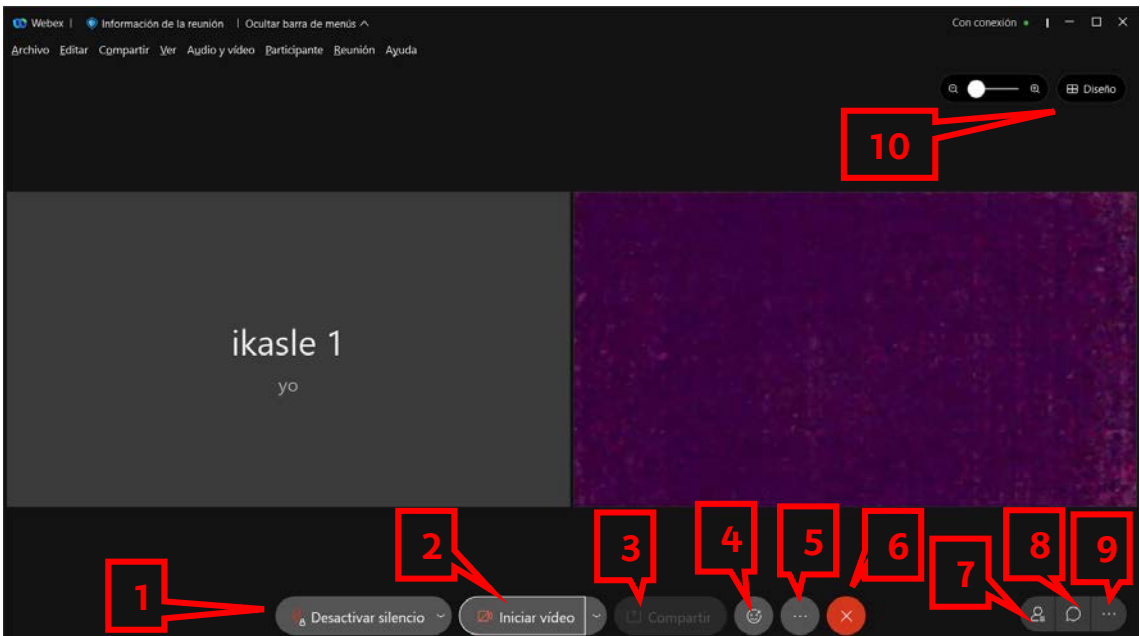 Webex | Información de la reunión | Ocultar barra de menús Con conexión
Archivo Editar Compartir Ver Audio y vídeo Participante Reunión Ayuda
Diseño
10
ikasle 1
yo
1 2 3 4 5 6 7 8 9
Desactivar silencio Iniciar vídeo Compartir